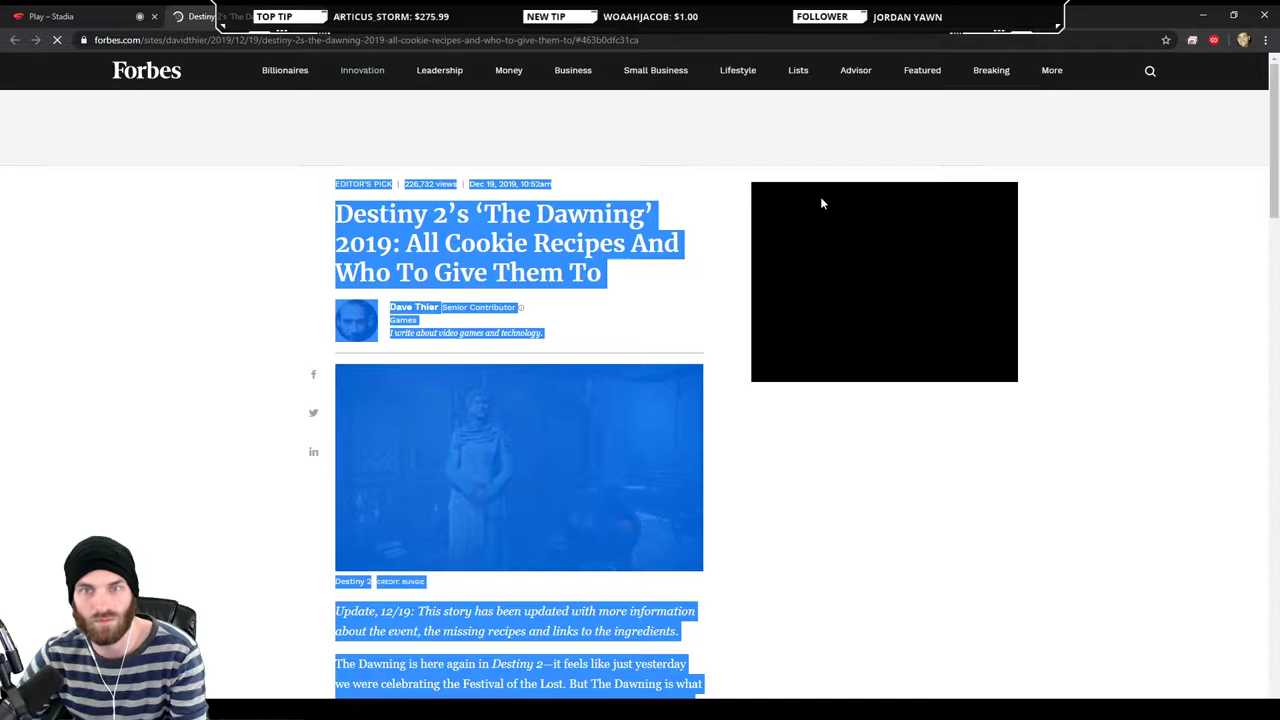 Play – Stadia
Destiny 2's 'The Da
TOP TIP ARTICUS_STORM: $275.99
NEW TIP WOAAHJACOB: $1.00
FOLLOWER JORDAN YAWN
forbes.com/sites/davidthier/2019/12/19/destiny-2s-the-dawning-2019-all-cookie-recipes-and-who-to-give-them-to/#463b0dfc31ca
Forbes
Billionaires Innovation Leadership Money Business Small Business Lifestyle Lists Advisor Featured Breaking More
EDITOR'S PICK | 226,732 views | Dec 19, 2019, 10:52am
Destiny 2's ‘The Dawning’
2019: All Cookie Recipes And
Who To Give Them To
Dave Thier Senior Contributor
Games
I write about video games and technology.
Destiny 2 CREDIT: BUNGIE
Update, 12/19: This story has been updated with more information
about the event, the missing recipes and links to the ingredients.
The Dawning is here again in Destiny 2—it feels like just yesterday
we were celebrating the Festival of the Lost. But The Dawning is what